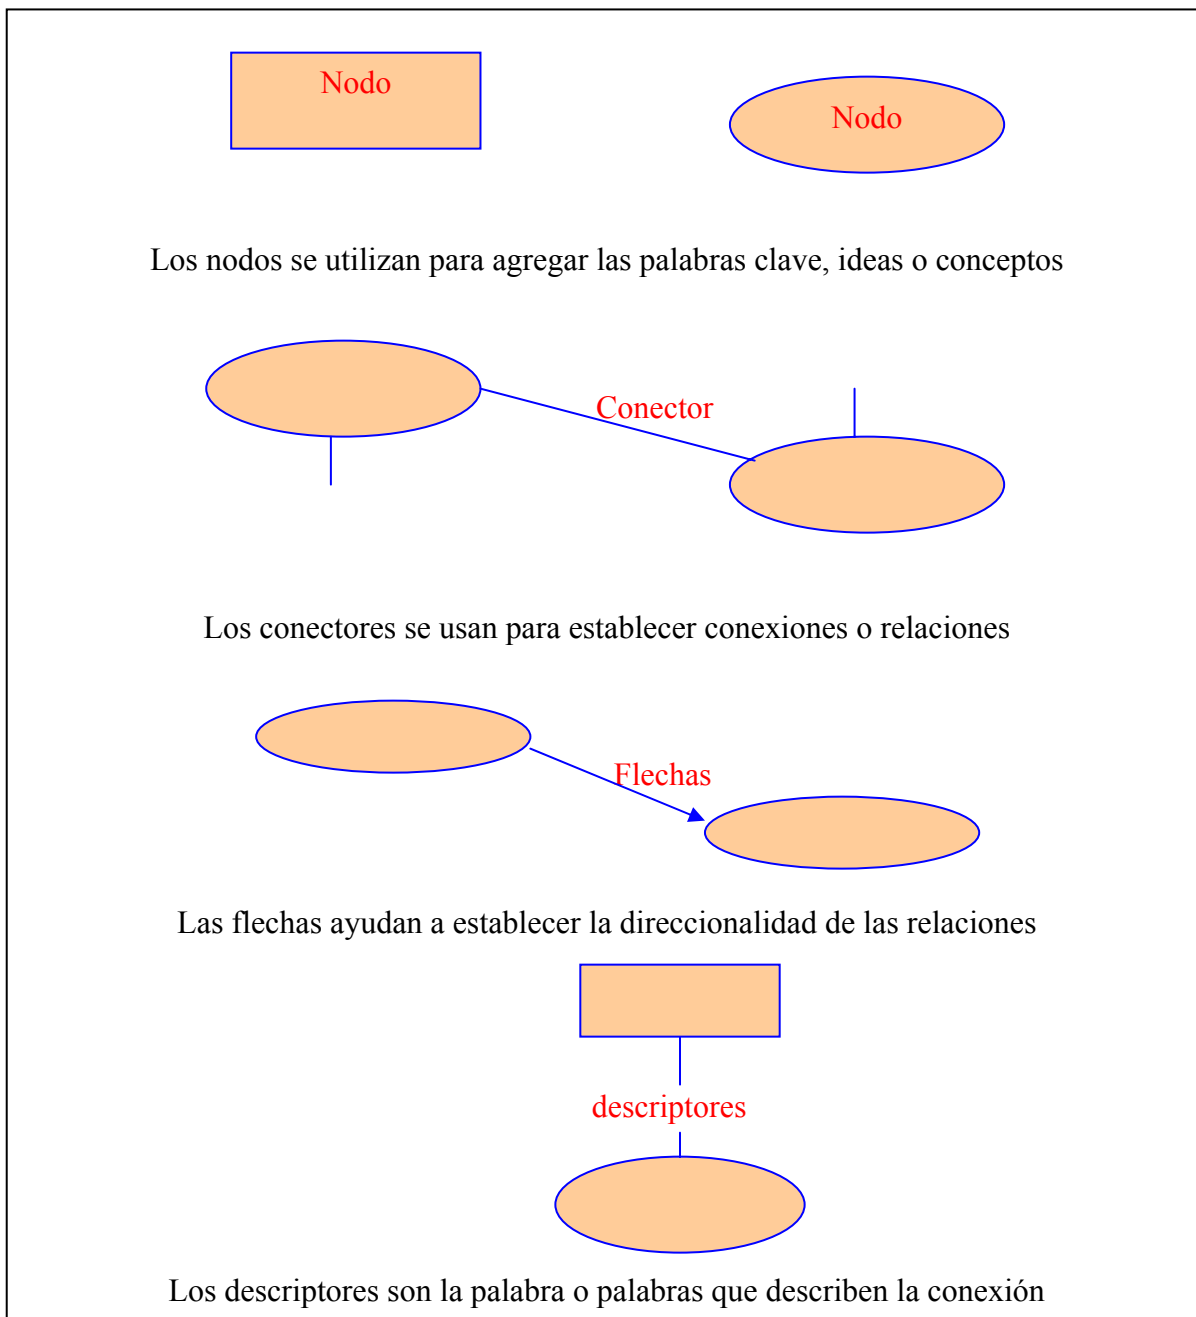 Nodo
Nodo
Los nodos se utilizan para agregar las palabras clave, ideas o conceptos
Conector
Los conectores se usan para establecer conexiones o relaciones
Flechas
Las flechas ayudan a establecer la direccionalidad de las relaciones
descriptores
Los descriptores son la palabra o palabras que describen la conexión